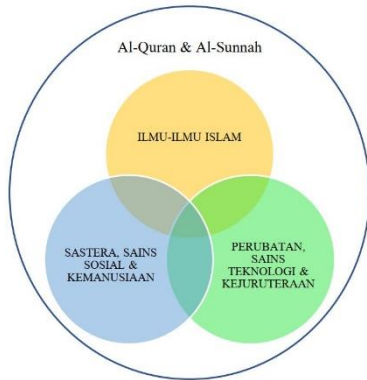 Al-Quran & Al-Sunnah
ILMU-ILMU ISLAM
SASTERA, SAINS
SOSIAL &
KEMANUSIAAN
PERUBATAN,
SAINS
TEKNOLOGI &
KEJURUTERAAN